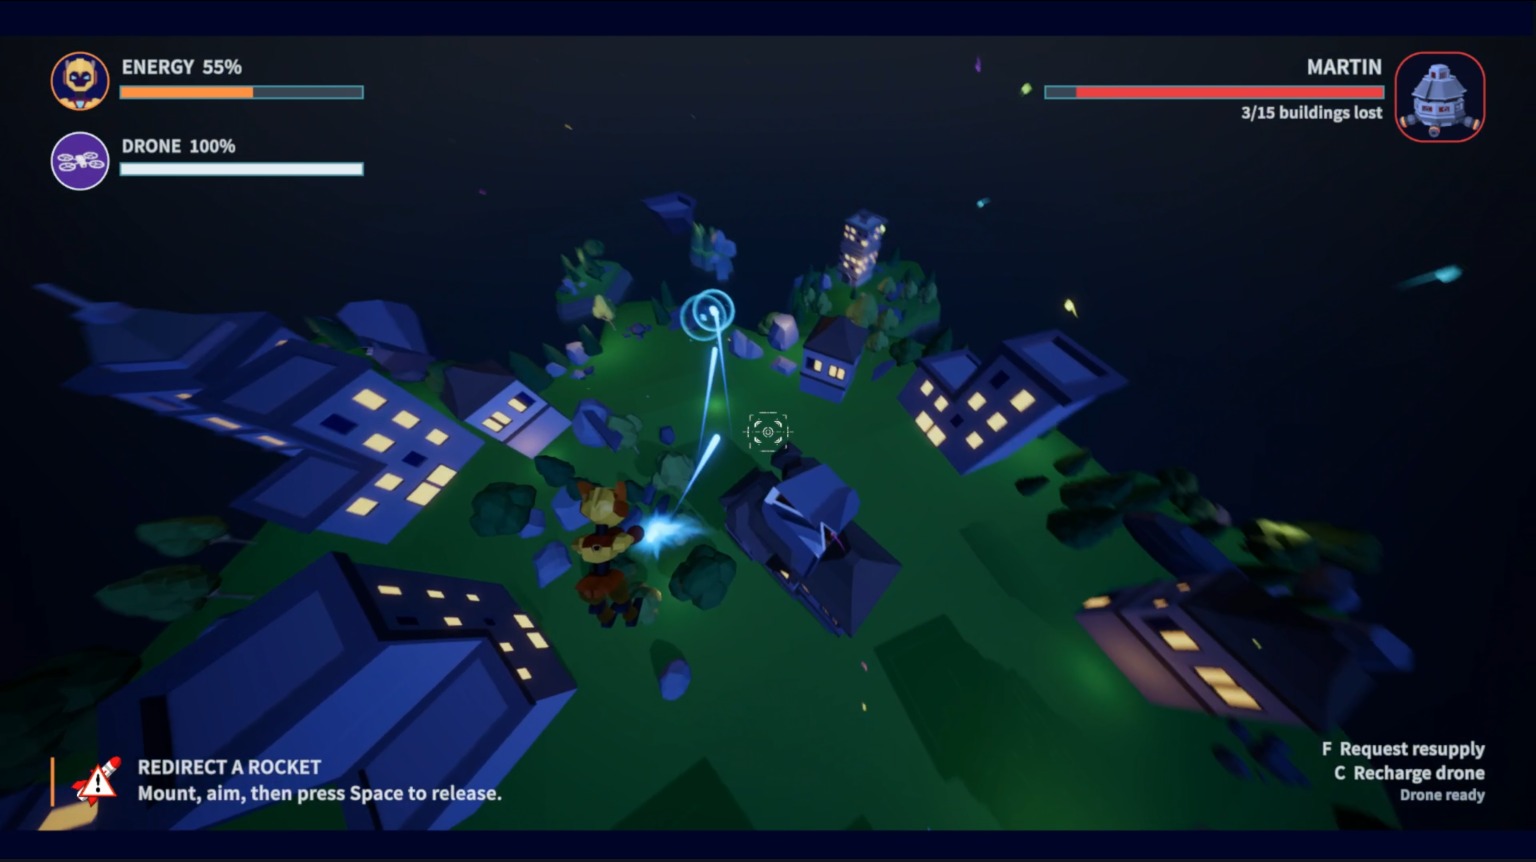 ENERGY 55%
DRONE 100%
MARTIN
3/15 buildings lost
REDIRECT A ROCKET
Mount, aim, then press Space to release.
F Request resupply
C Recharge drone
Drone ready